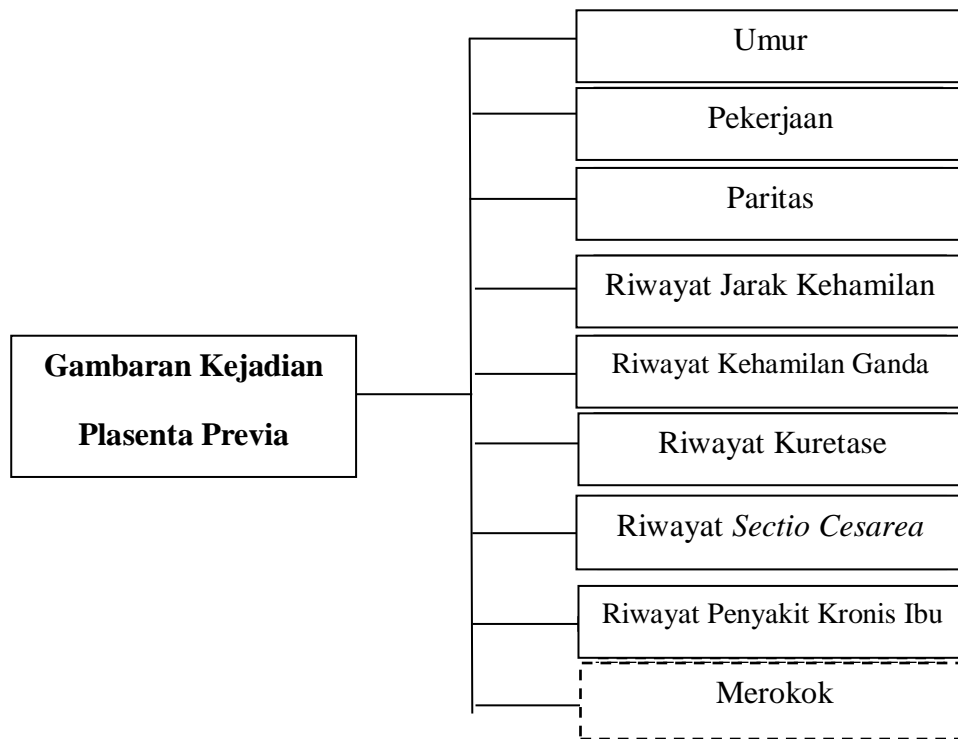 Umur
Pekerjaan
Paritas
Riwayat Jarak Kehamilan
Gambaran Kejadian
Plasenta Previa
Riwayat Kehamilan Ganda
Riwayat Kuretase
Riwayat Sectio Cesarea
Riwayat Penyakit Kronis Ibu
Merokok